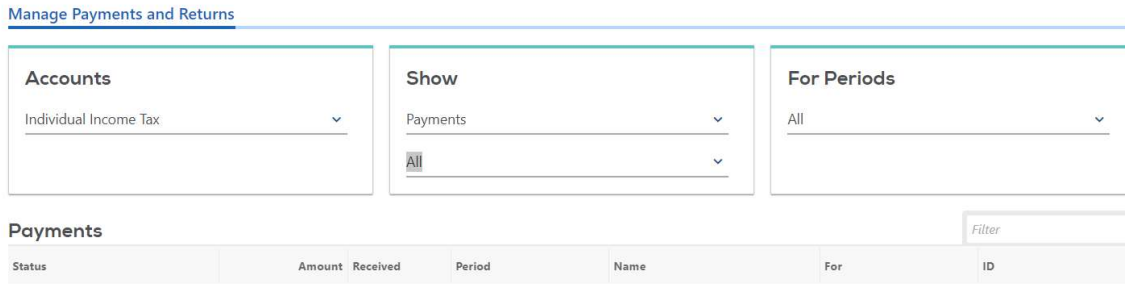 Manage Payments and Returns
Accounts
Individual Income Tax
Show
Payments
All
For Periods
All
Payments
Filter
Status Amount Received Period Name For ID